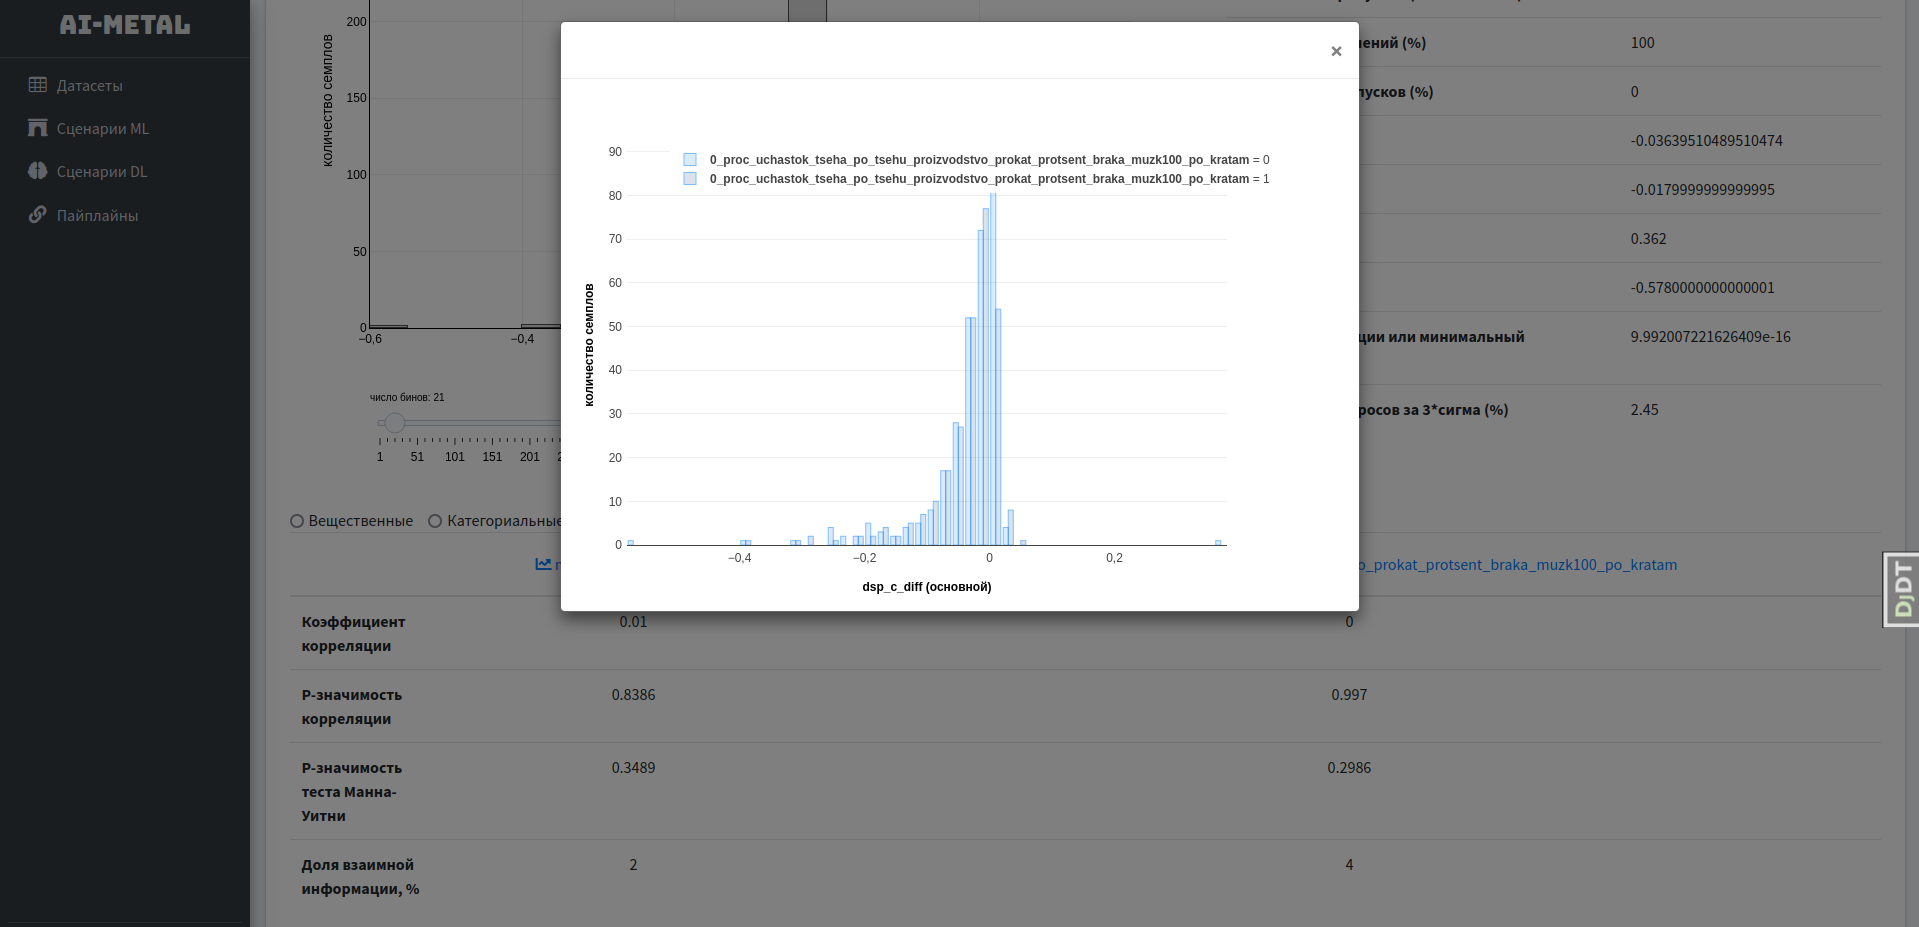 AI-METAL
Датасеты
Сценарии ML
Сценарии DL
Пайплайны
200
150
100
50
0
количество семплов
−0,6
−0,4
число бинов: 21
1 51 101 151 201
Вещественные Категориальные
×
90
80
70
60
50
40
30
20
10
0
0_proc_uchastok_tseha_po_tsehu_proizvodstvo_prokat_protsent_braka_muzk100_po_kratam = 0
0_proc_uchastok_tseha_po_tsehu_proizvodstvo_prokat_protsent_braka_muzk100_po_kratam = 1
количество семплов
−0,4 −0,2 0 0,2
dsp_c_diff (основной)
ений (%) 100
пусков (%) 0
-0.03639510489510474
-0.0179999999999995
0.362
-0.5780000000000001
ции или минимальный 9.992007221626409e-16
росов за 3*сигма (%) 2.45
o_prokat_protsent_braka_muzk100_po_kratam
Коэффициент корреляции 0.01 0
P-значимость корреляции 0.8386 0.997
P-значимость теста Манна-Уитни 0.3489 0.2986
Доля взаимной информации, % 2 4
DjDT